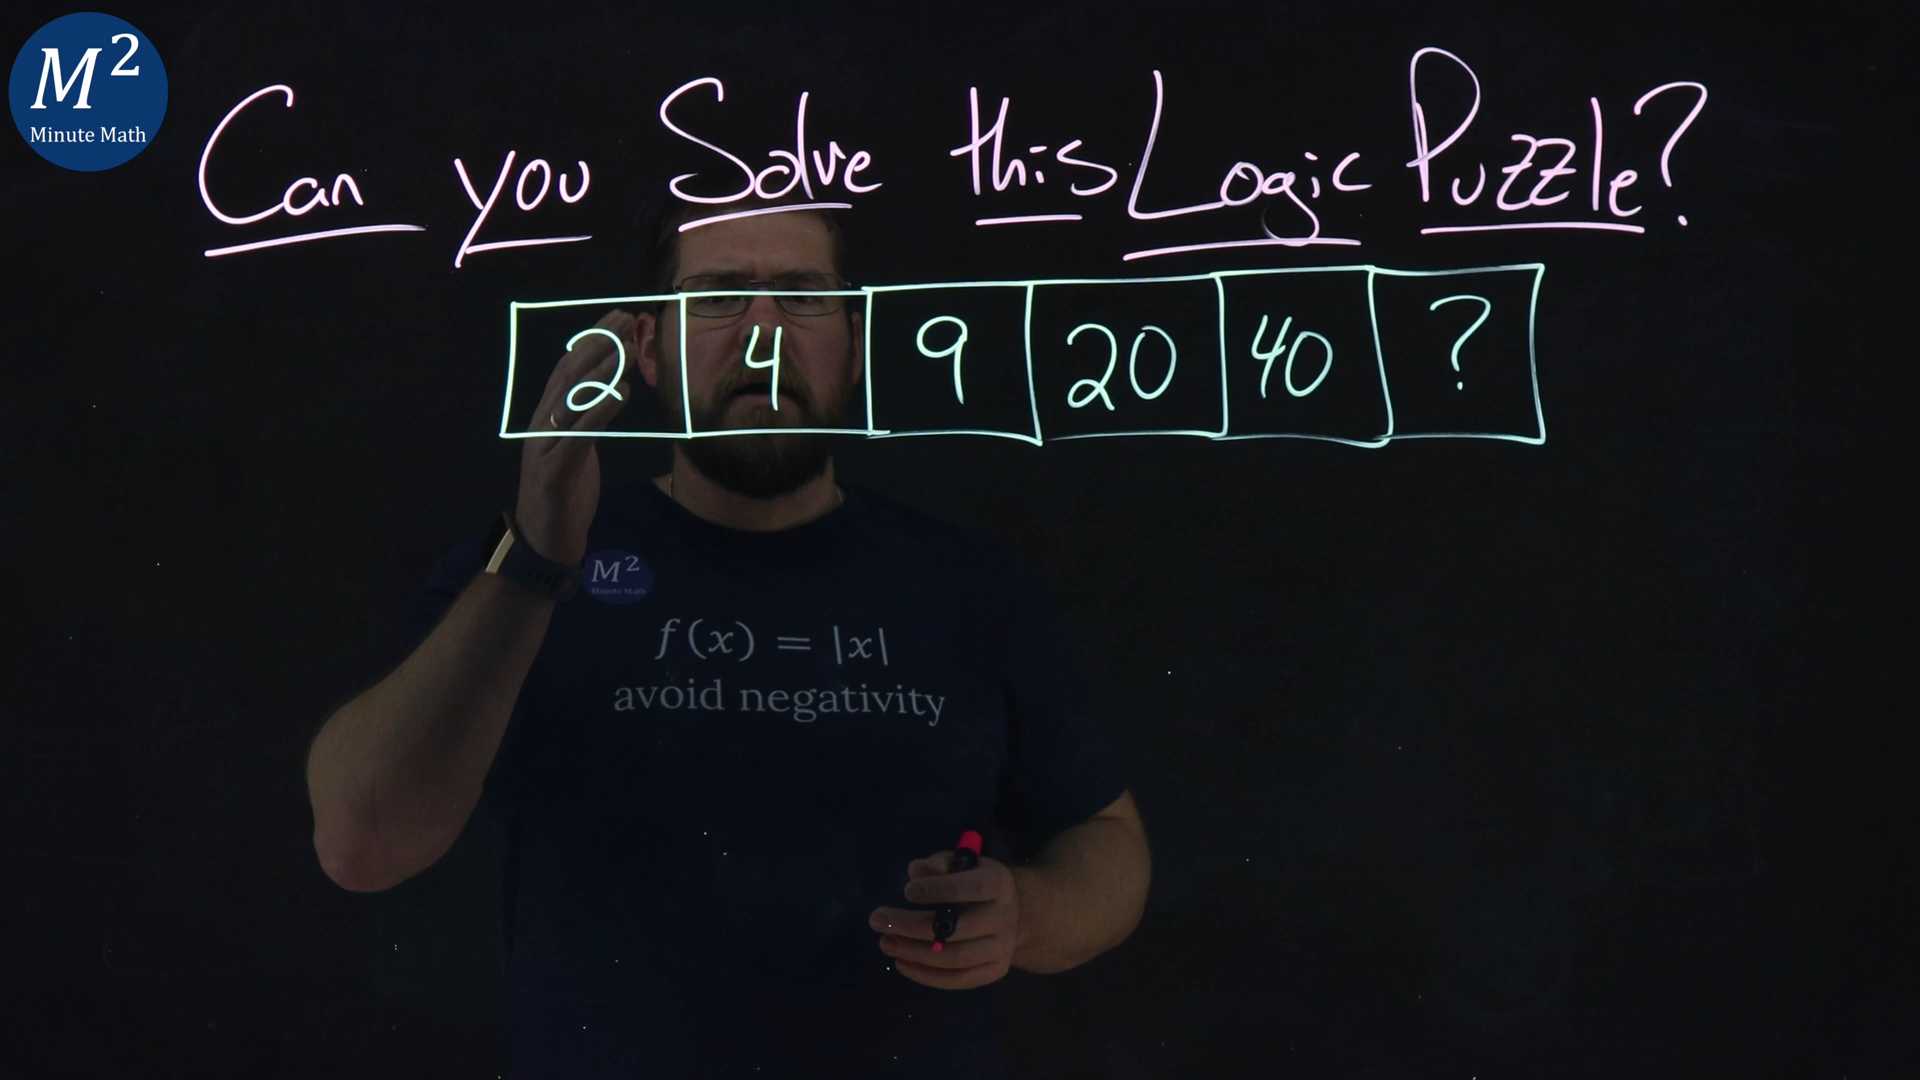 M²
Minute Math
Can you Solve this Logic Puzzle?
2 4 9 20 40 ?
M²
Minute Math
f(x) = |x|
avoid negativity